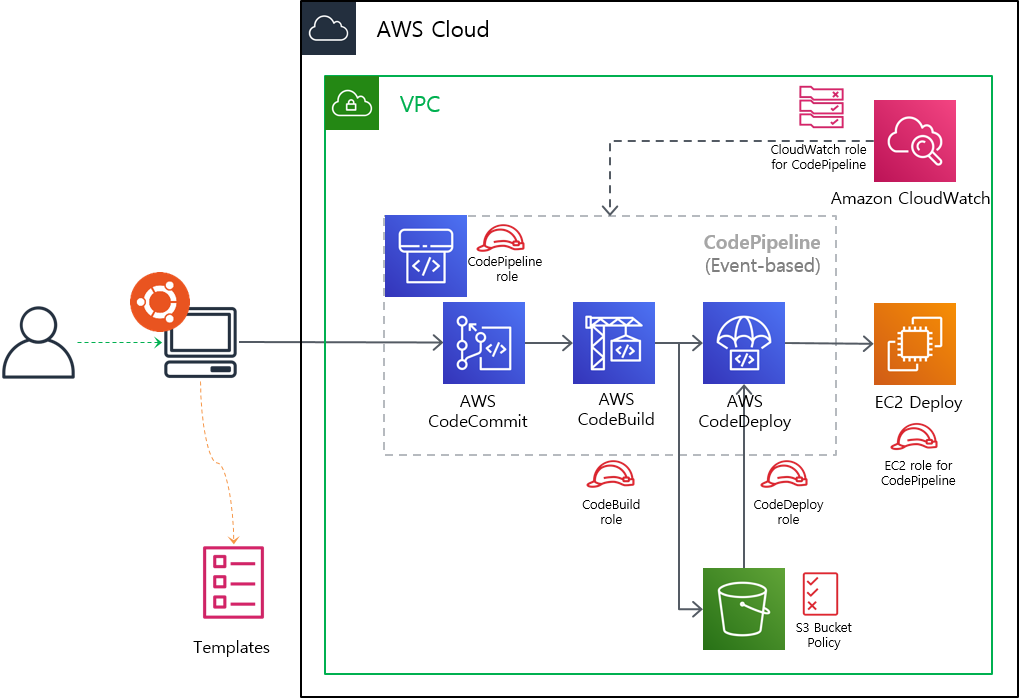 AWS Cloud
VPC
CloudWatch role
for CodePipeline
Amazon CloudWatch
CodePipeline
(Event-based)
CodePipeline
role
AWS
CodeCommit
AWS
CodeBuild
AWS
CodeDeploy
EC2 Deploy
EC2 role for
CodePipeline
CodeBuild
role
CodeDeploy
role
S3 Bucket
Policy
Templates